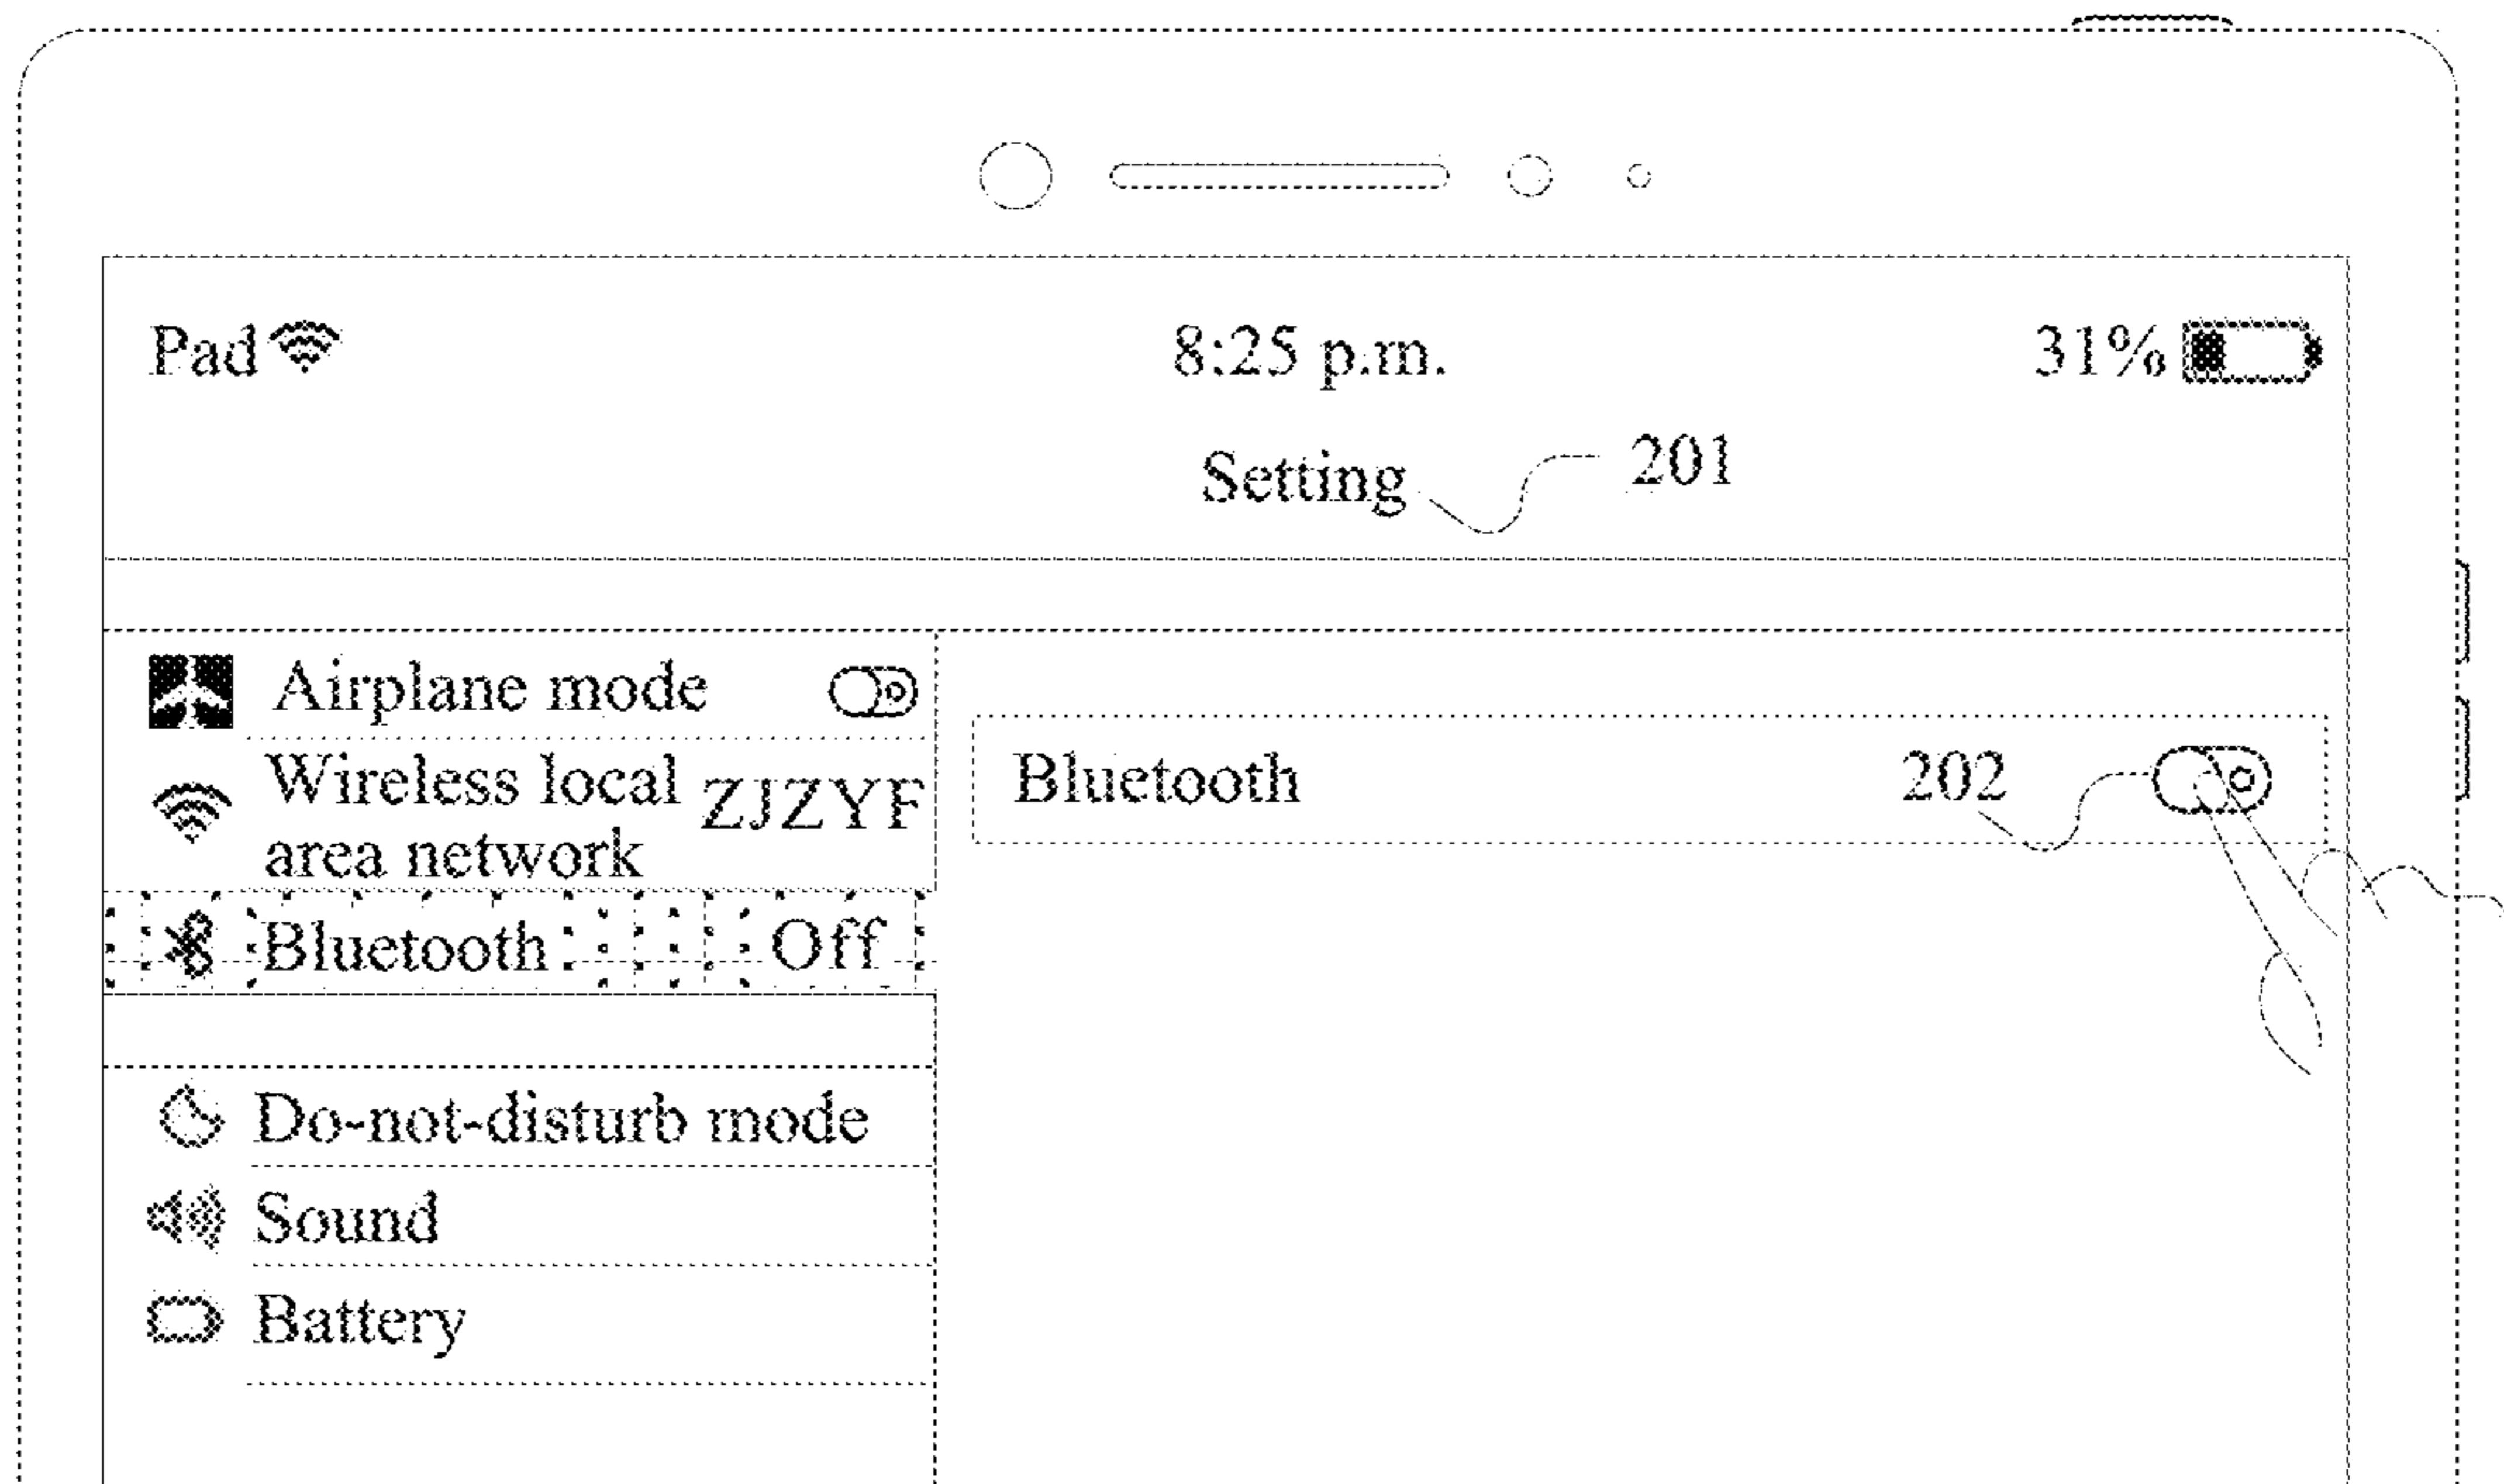 Pad 8:25 p.m. 31%
Setting 201
Airplane mode
Wireless local area network ZJZYF
Bluetooth Off
Do-not-disturb mode
Sound
Battery
Bluetooth 202